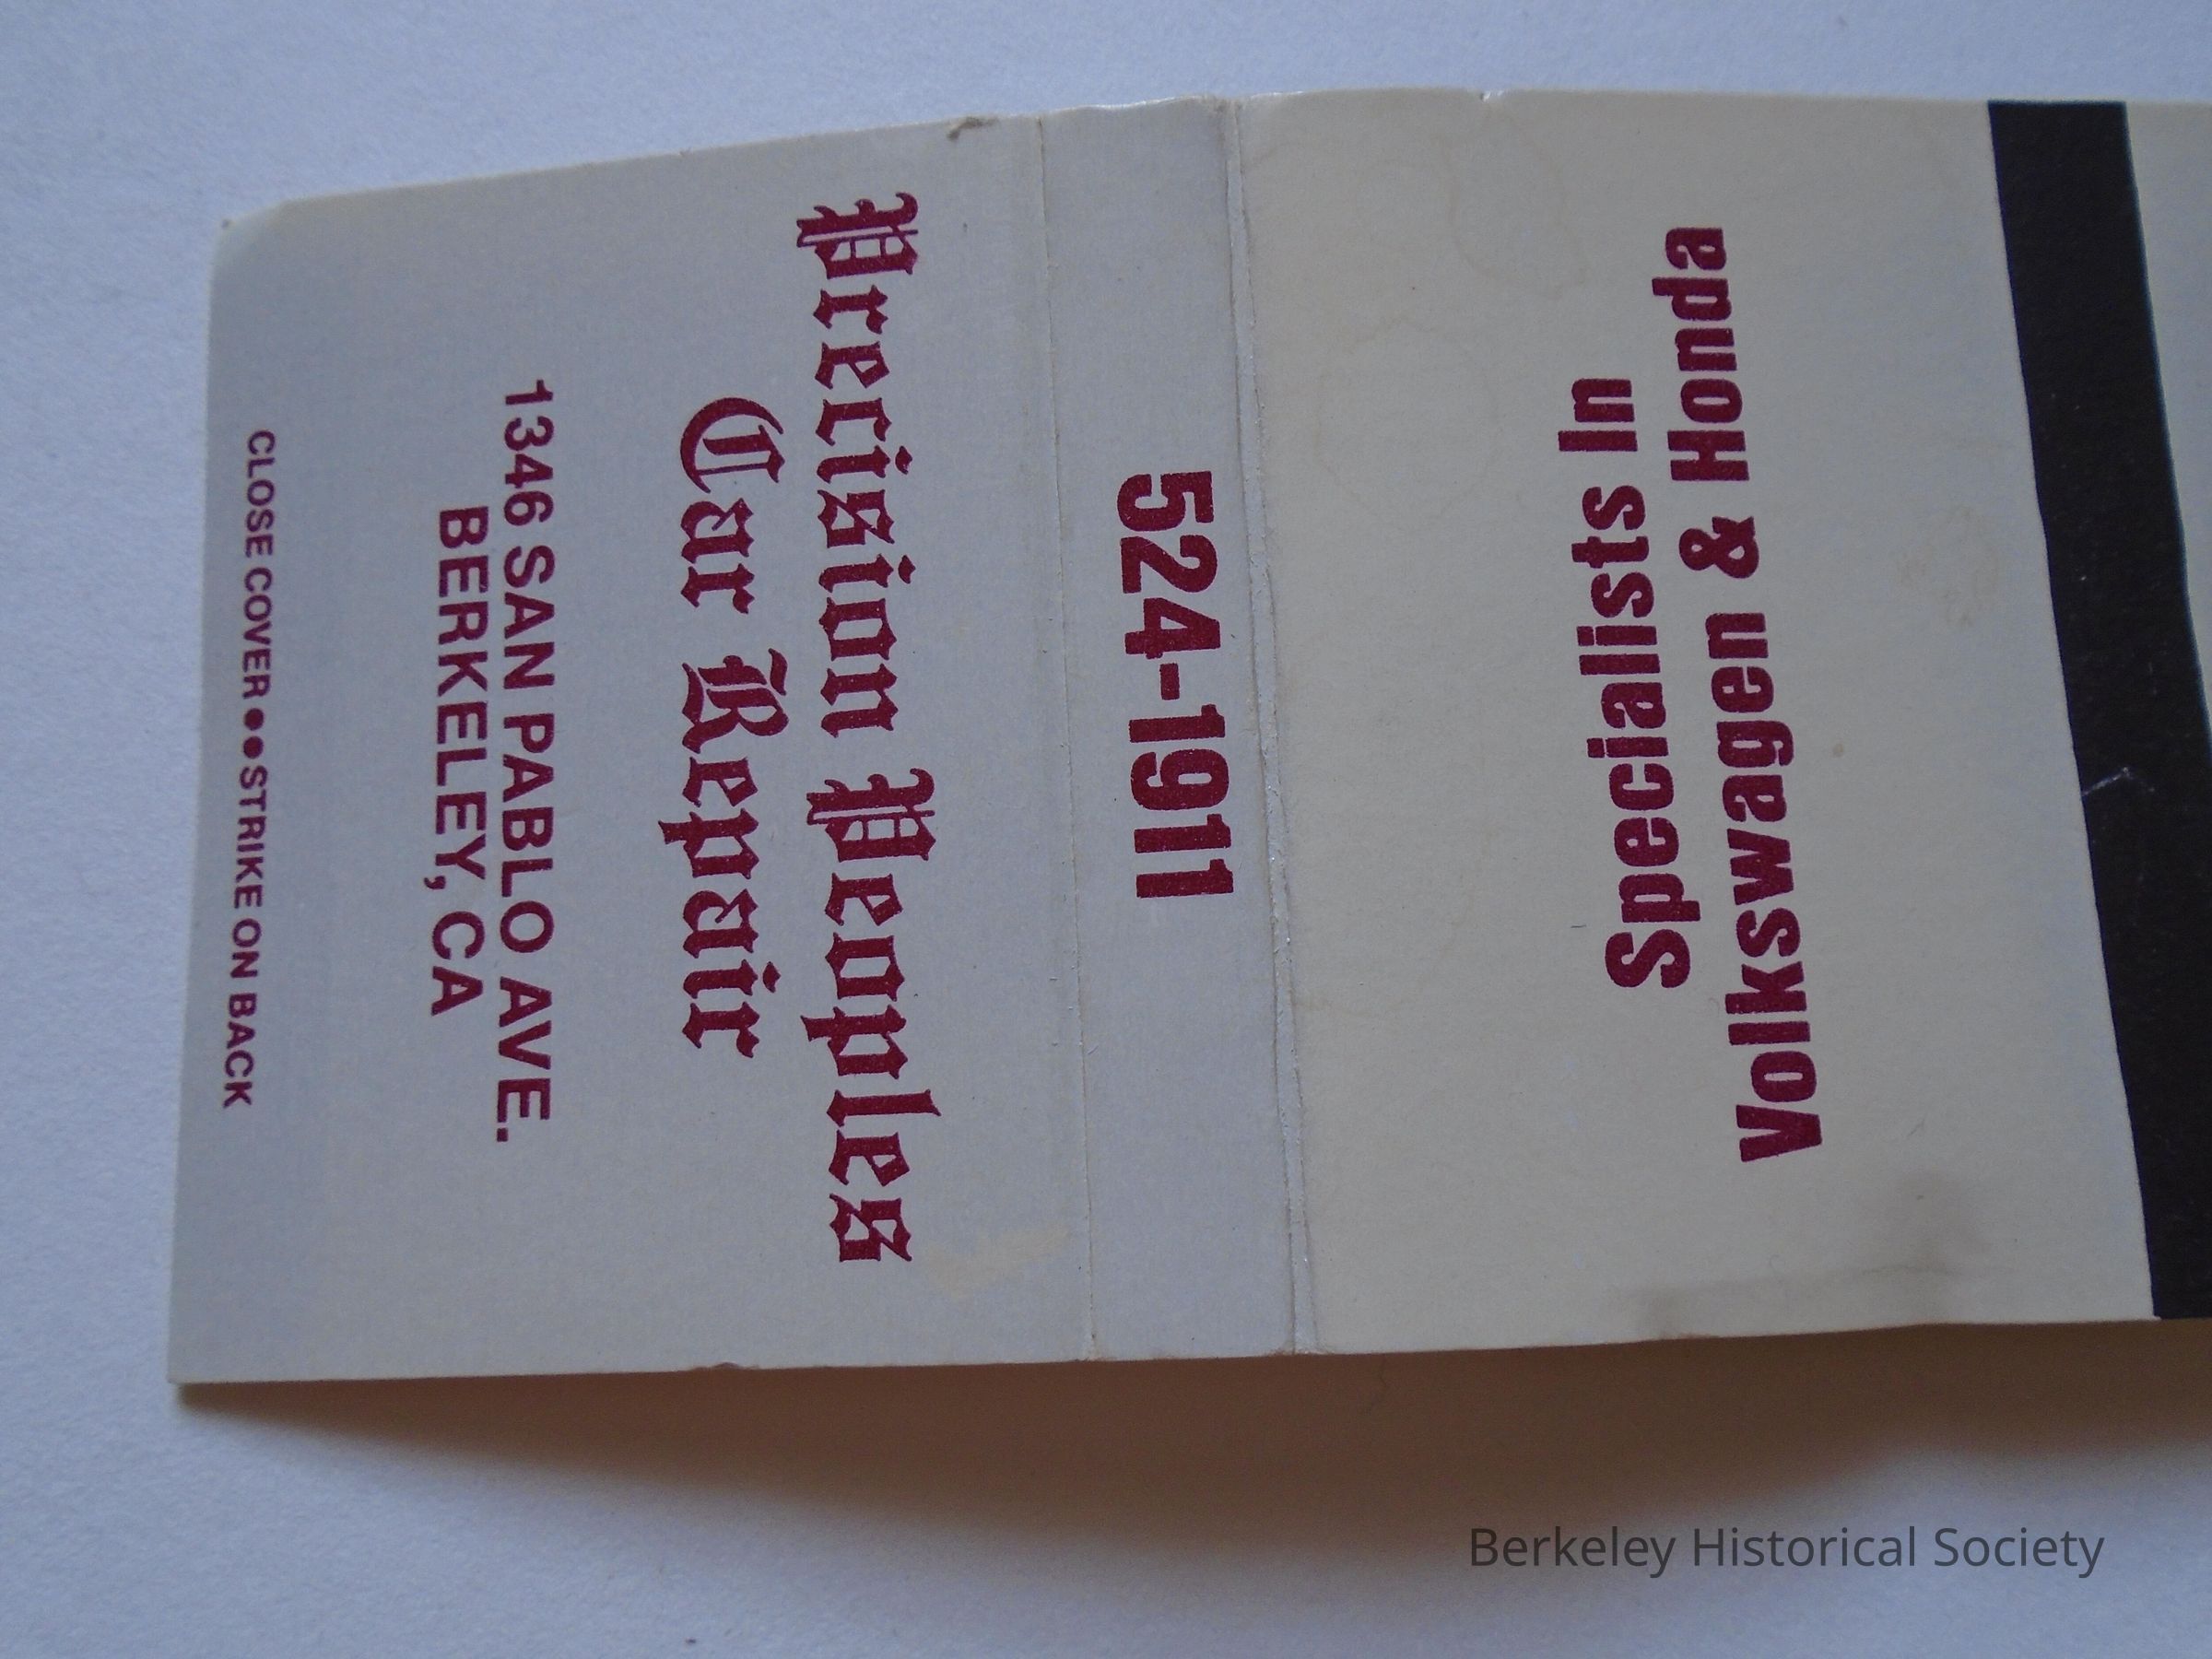 Precision Peoples
Car Repair
1346 SAN PABLO AVE.
BERKELEY, CA
CLOSE COVER●●STRIKE ON BACK
524-1911
Specialists In
Volkswagen & Honda
Berkeley Historical Society